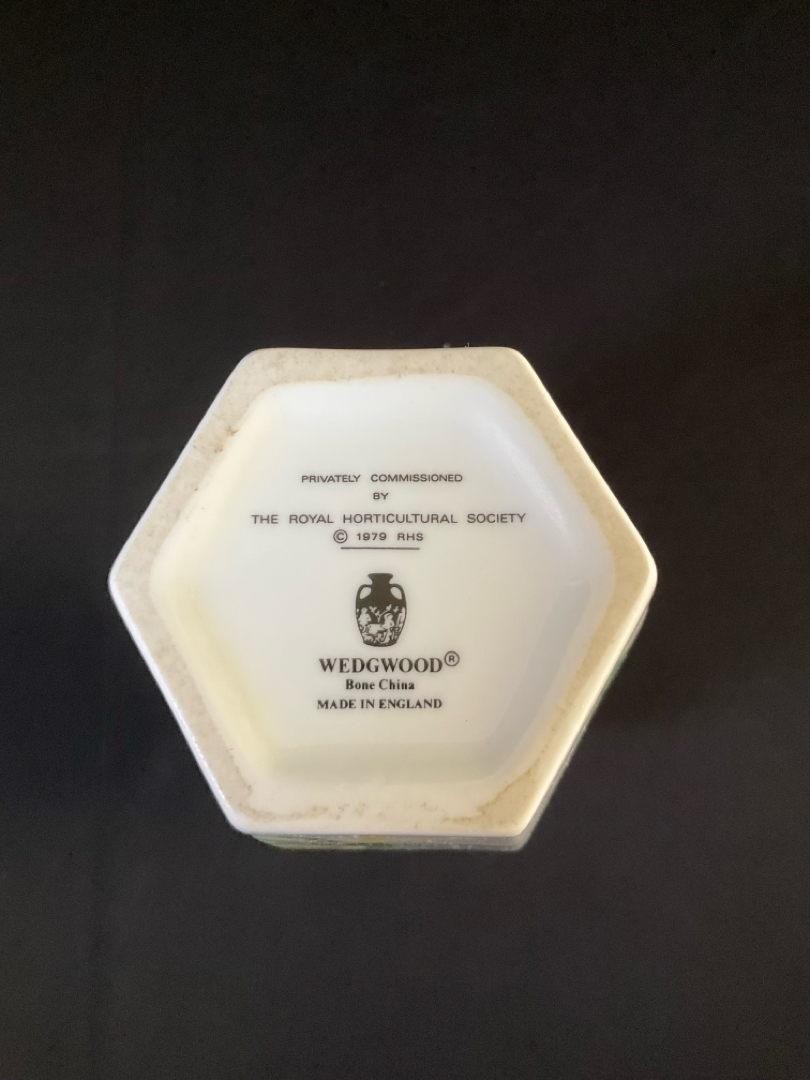 PRIVATELY COMMISSIONED
BY
THE ROYAL HORTICULTURAL SOCIETY
© 1979 RHS
WEDGWOOD®
Bone China
MADE IN ENGLAND